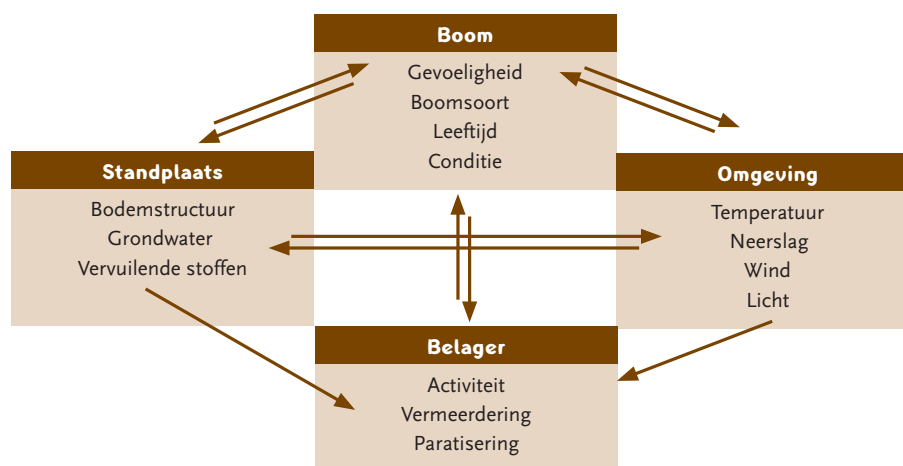 Boom
Gevoeligheid
Boomsoort
Leeftijd
Conditie
Standplaats
Bodemstructuur
Grondwater
Vervuilende stoffen
Omgeving
Temperatuur
Neerslag
Wind
Licht
Belager
Activiteit
Vermeerdering
Paratisering